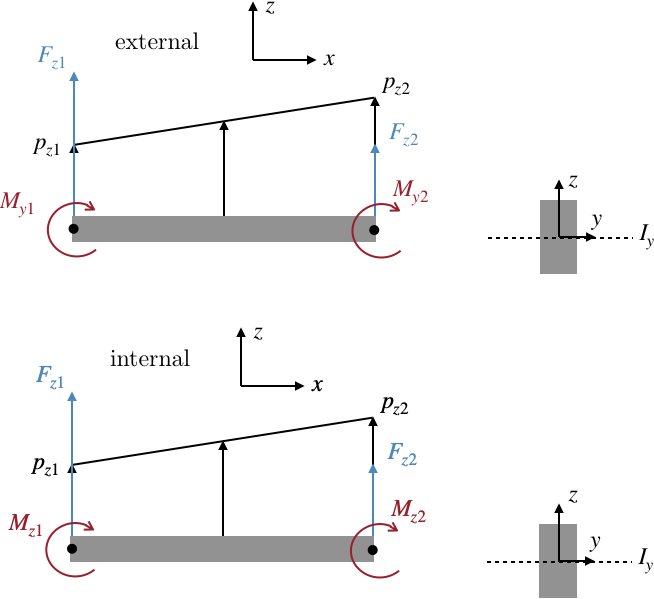 z
external
x
F_{z1}
p_{z2}
p_{z1}
F_{z2}
M_{y1}
M_{y2}
z
y
I_y
z
internal
x
F_{z1}
p_{z2}
p_{z1}
F_{z2}
M_{z1}
M_{z2}
z
y
I_y